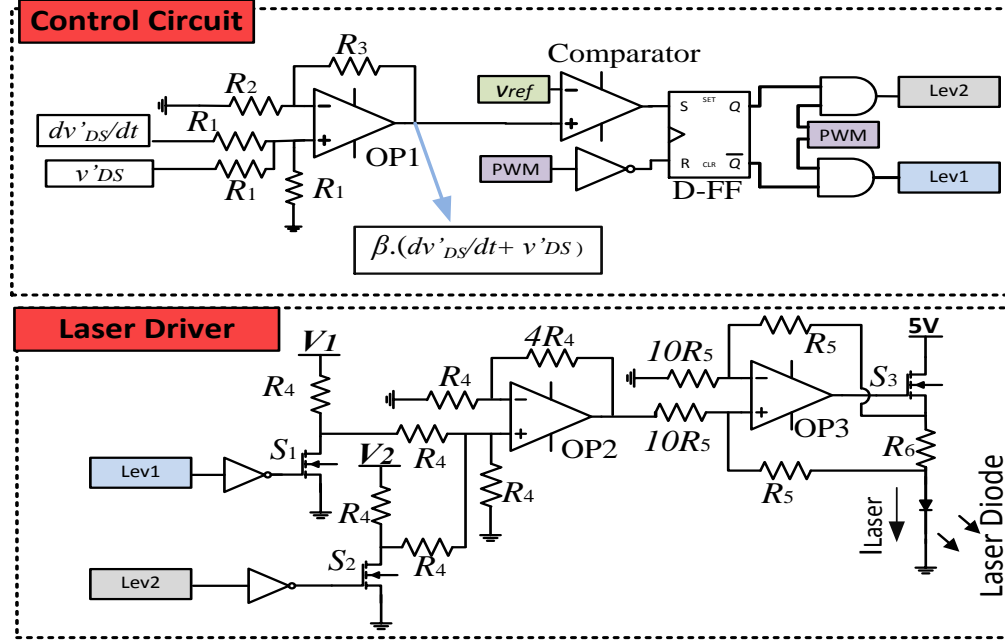 Control Circuit
R3
Comparator
R2
vref
Lev2
dv'DS/dt
R1
S SET Q
PWM
OP1
v'DS
PWM
R CLR Q
Lev1
R1
R1
D-FF
β.(dv'DS/dt+ v'DS)
Laser Driver
V1
4R4
5V
R4
R4
10R5
R5
S3
OP2
OP3
S1
R4
10R5
R6
V2
Lev1
R4
R4
R5
ILaser
S2
R4
Lev2
Laser Diode